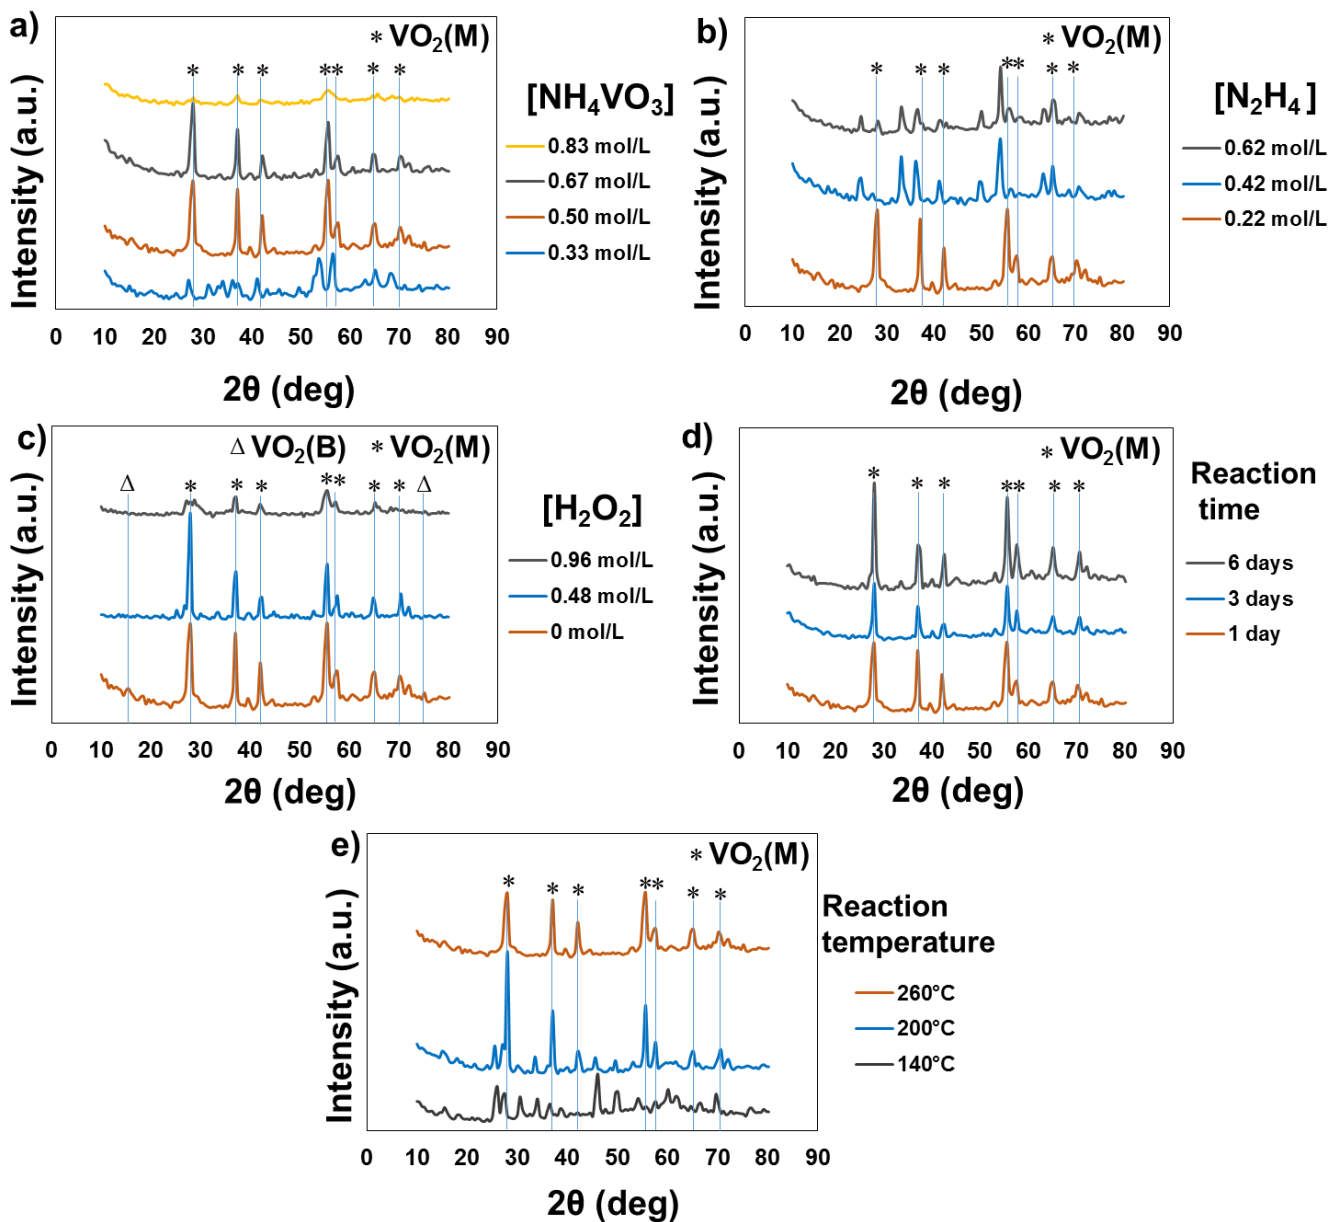 a)
* VO₂(M)
* * * ** * *
[NH₄VO₃]
0.83 mol/L
0.67 mol/L
0.50 mol/L
0.33 mol/L
Intensity (a.u.)
0 10 20 30 40 50 60 70 80 90
2θ (deg)
b)
* VO₂(M)
* * * ** * *
[N₂H₄]
0.62 mol/L
0.42 mol/L
0.22 mol/L
Intensity (a.u.)
0 10 20 30 40 50 60 70 80 90
2θ (deg)
c)
Δ VO₂(B) * VO₂(M)
Δ * * * ** * * Δ
[H₂O₂]
0.96 mol/L
0.48 mol/L
0 mol/L
Intensity (a.u.)
0 10 20 30 40 50 60 70 80 90
2θ (deg)
d)
* VO₂(M)
* * * ** * *
Reaction
time
6 days
3 days
1 day
Intensity (a.u.)
0 10 20 30 40 50 60 70 80 90
2θ (deg)
e)
* VO₂(M)
* * * ** * *
Reaction
temperature
260°C
200°C
140°C
Intensity (a.u.)
0 10 20 30 40 50 60 70 80 90
2θ (deg)